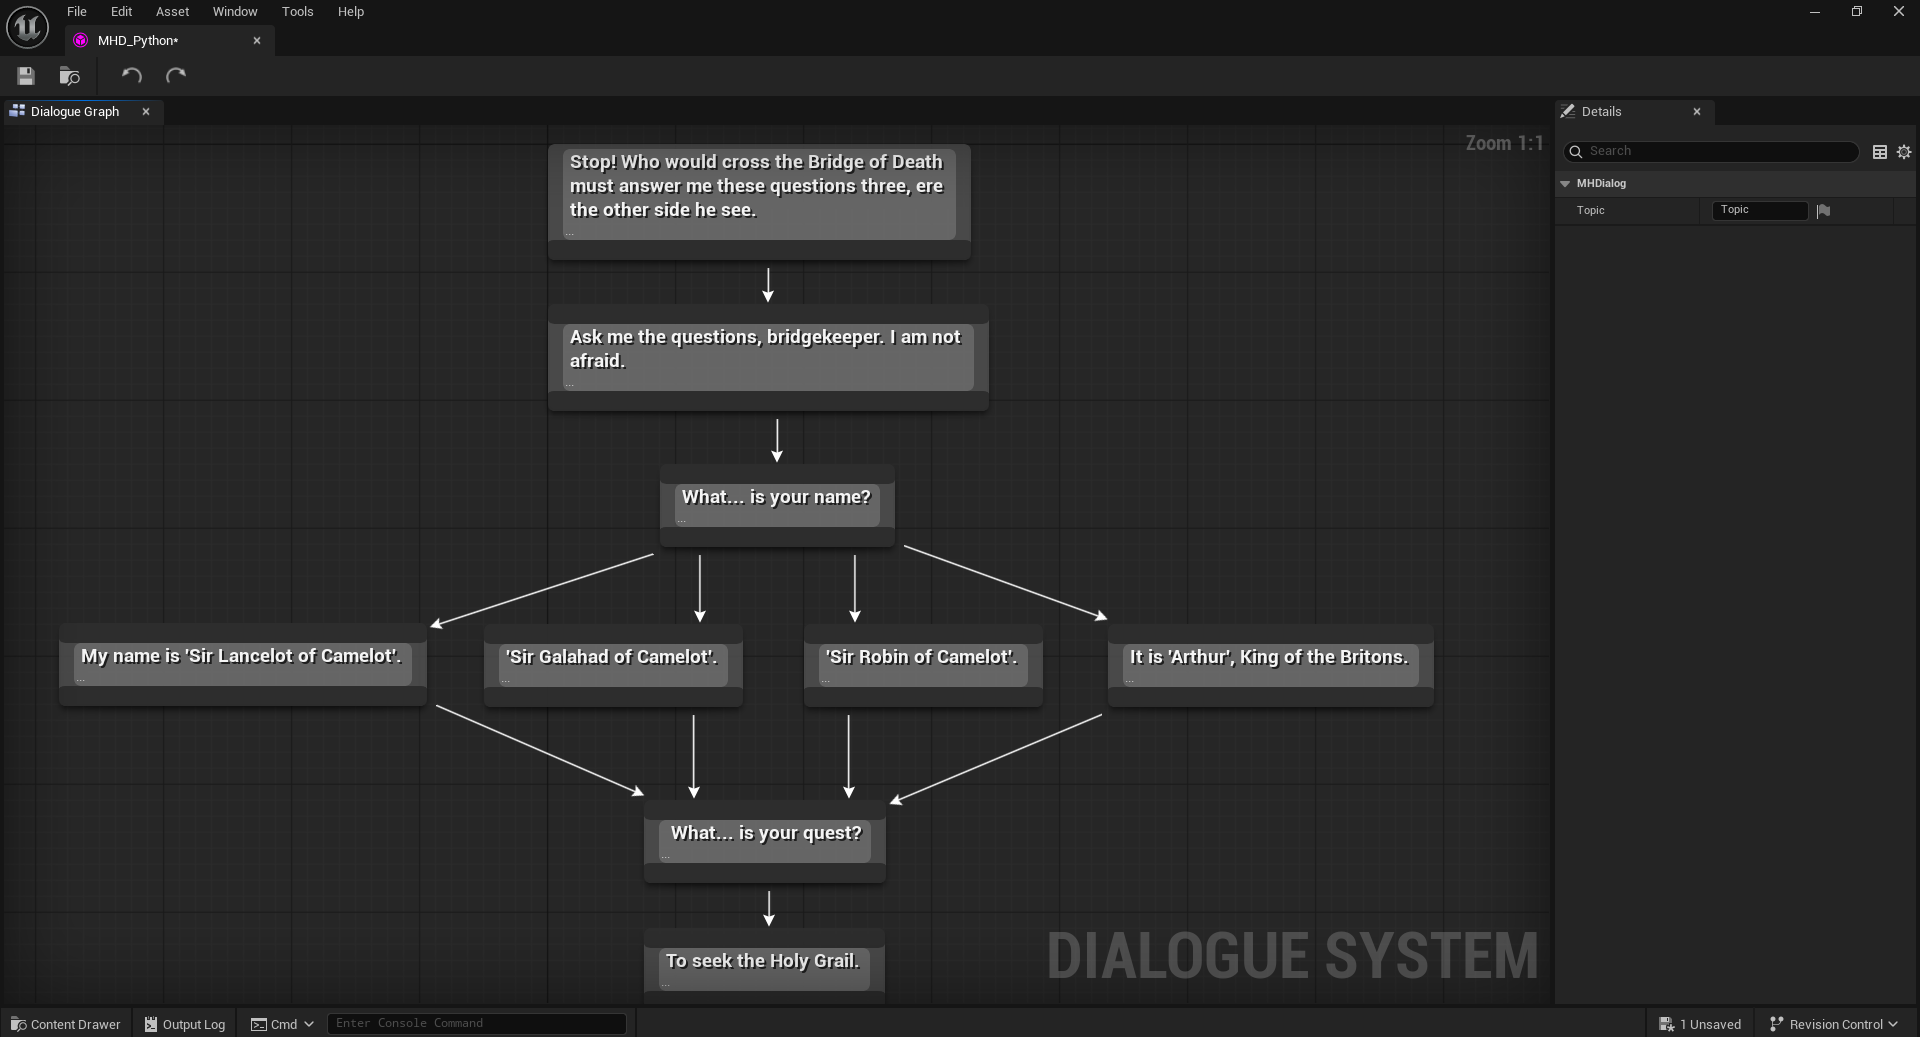 File Edit Asset Window Tools Help
MHD_Python*
Dialogue Graph
Details
Zoom 1:1
Search
MHDialog
Topic Topic
Stop! Who would cross the Bridge of Death
must answer me these questions three, ere
the other side he see.
...
Ask me the questions, bridgekeeper. I am not
afraid.
...
What... is your name?
...
My name is 'Sir Lancelot of Camelot'.
...
'Sir Galahad of Camelot'.
...
'Sir Robin of Camelot'.
...
It is 'Arthur', King of the Britons.
...
What... is your quest?
...
To seek the Holy Grail.
...
DIALOGUE SYSTEM
Content Drawer Output Log Cmd Enter Console Command 1 Unsaved Revision Control